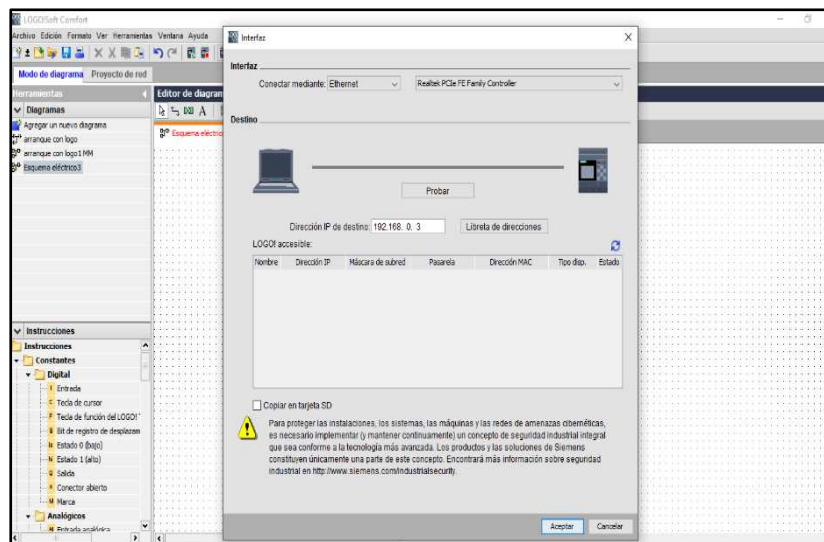 LOGO!Soft Comfort
Archivo Edición Formato Ver Herramientas Ventana Ayuda
Modo de diagrama Proyecto de red
Herramientas
Diagramas
Agregar un nuevo diagrama
arranque con logo
arranque con logo1 MM
Esquema eléctrico3
Instrucciones
Instrucciones
Constantes
Digital
Entrada
Tecla de cursor
Tecla de función del LOGO!
Bit de registro de desplazam
Estado 0 (bajo)
Estado 1 (alto)
Salida
Conector abierto
Marca
Analógicos
Entrada analógica
Editor de diagram
Esquema eléctric
Interfaz
Interfaz
Conectar mediante: Ethernet Realtek PCIe FE Family Controller
Destino
Probar
Dirección IP de destino: 192.168. 0. 3 Libreta de direcciones
LOGO! accesible:
Nombre Dirección IP Máscara de subred Pasarela Dirección MAC Tipo disp. Estado
Copiar en tarjeta SD
Para proteger las instalaciones, los sistemas, las máquinas y las redes de amenazas cibernéticas,
es necesario implementar (y mantener continuamente) un concepto de seguridad industrial integral
que sea conforme a la tecnología más avanzada. Los productos y las soluciones de Siemens
constituyen únicamente una parte de este concepto. Encontrará más información sobre seguridad
industrial en http://www.siemens.com/industrialsecurity.
Aceptar Cancelar